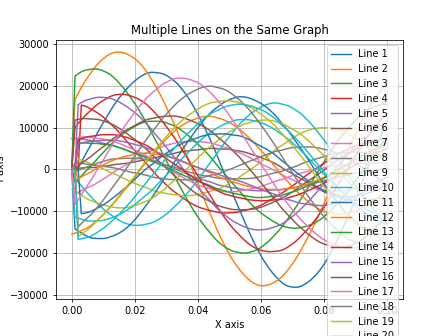 Multiple Lines on the Same Graph
30000
20000
10000
0
−10000
−20000
−30000
0.00
0.02
0.04
0.06
0.08
X axis
Line 1
Line 2
Line 3
Line 4
Line 5
Line 6
Line 7
Line 8
Line 9
Line 10
Line 11
Line 12
Line 13
Line 14
Line 15
Line 16
Line 17
Line 18
Line 19
Line 20